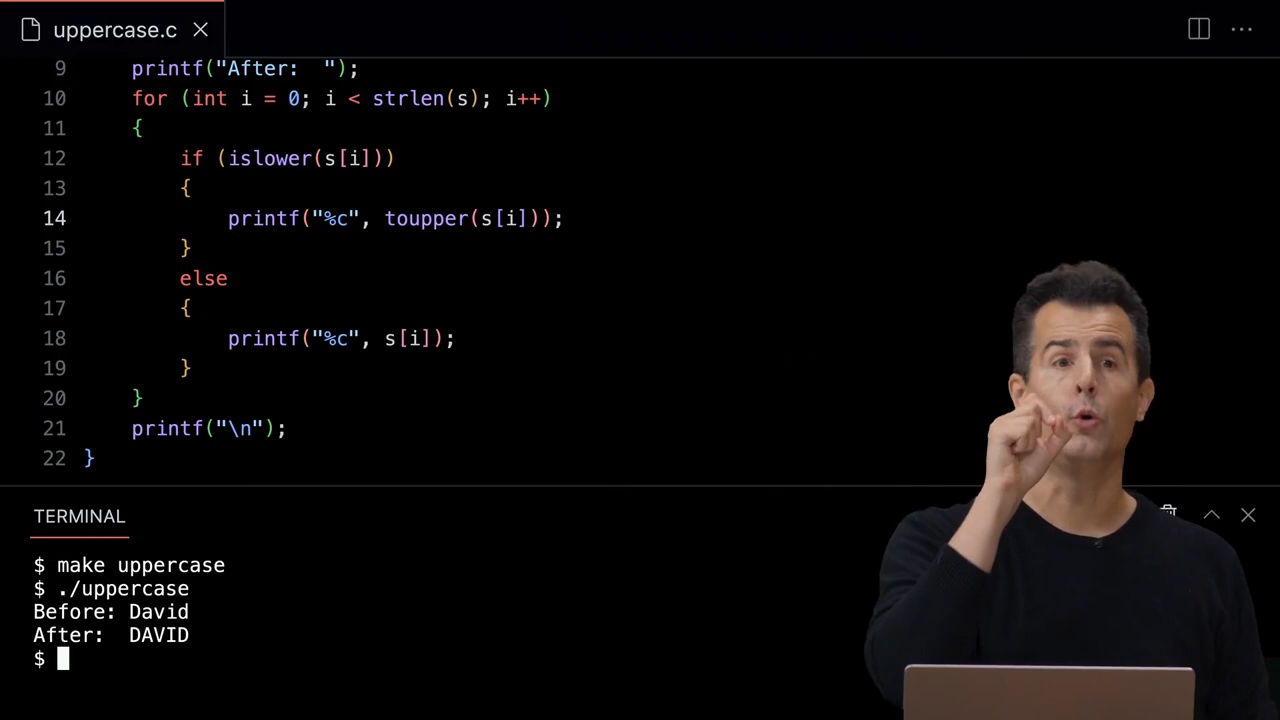 uppercase.c
9 printf("After:  ");
10 for (int i = 0; i < strlen(s); i++)
11 {
12 if (islower(s[i]))
13 {
14 printf("%c", toupper(s[i]));
15 }
16 else
17 {
18 printf("%c", s[i]);
19 }
20 }
21 printf("\n");
22 }
TERMINAL
$ make uppercase
$ ./uppercase
Before: David
After:  DAVID
$